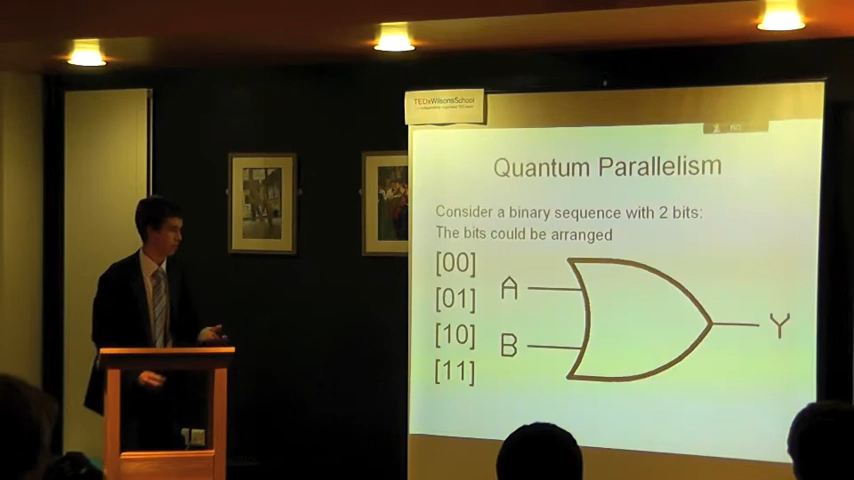 TEDxWilsonsSchool
Quantum Parallelism
Consider a binary sequence with 2 bits:
The bits could be arranged
[00]
[01]
[10]
[11]
A
B
Y